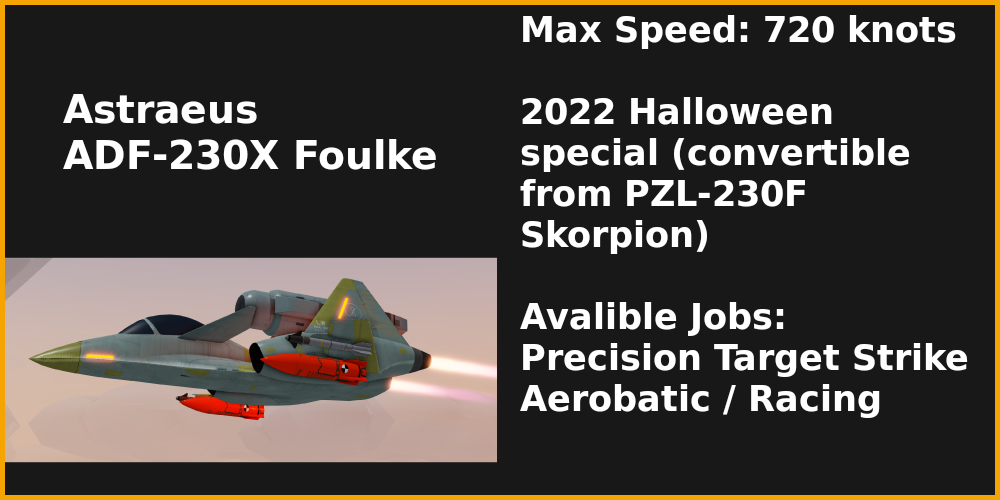 Astraeus
ADF-230X Foulke
Max Speed: 720 knots
2022 Halloween
special (convertible
from PZL-230F
Skorpion)
Avalible Jobs:
Precision Target Strike
Aerobatic / Racing